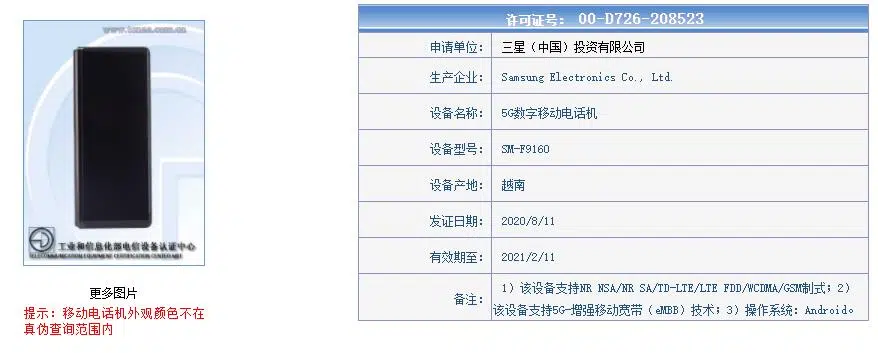 www.tenaa.com.cn
工业和信息化部电信设备认证中心
TELECOMMUNICATION EQUIPMENT CERTIFICATION CENTER MIIT
更多图片
提示：移动电话机外观颜色不在
真伪查询范围内
许可证号： 00-D726-208523
申请单位： 三星（中国）投资有限公司
生产企业： Samsung Electronics Co., Ltd.
设备名称： 5G数字移动电话机
设备型号： SM-F9160
设备产地： 越南
发证日期： 2020/8/11
有效期至： 2021/2/11
备注： 1）该设备支持NR NSA/NR SA/TD-LTE/LTE FDD/WCDMA/GSM制式；2）
该设备支持5G-增强移动宽带（eMBB）技术；3）操作系统：Android。